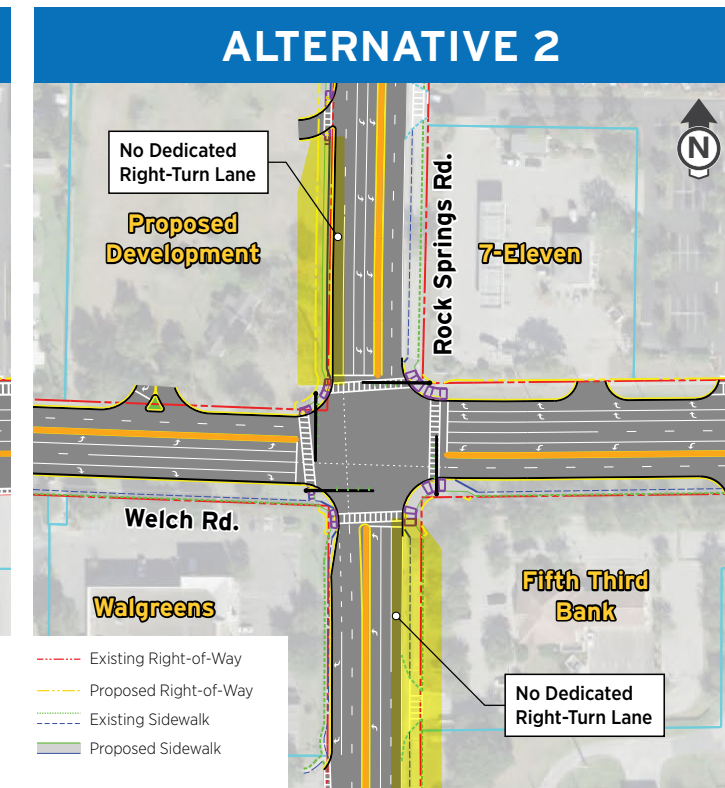 ALTERNATIVE 2
No Dedicated
Right-Turn Lane
Proposed
Development
Rock Springs Rd.
7-Eleven
N
Welch Rd.
Walgreens
Fifth Third
Bank
No Dedicated
Right-Turn Lane
Existing Right-of-Way
Proposed Right-of-Way
Existing Sidewalk
Proposed Sidewalk